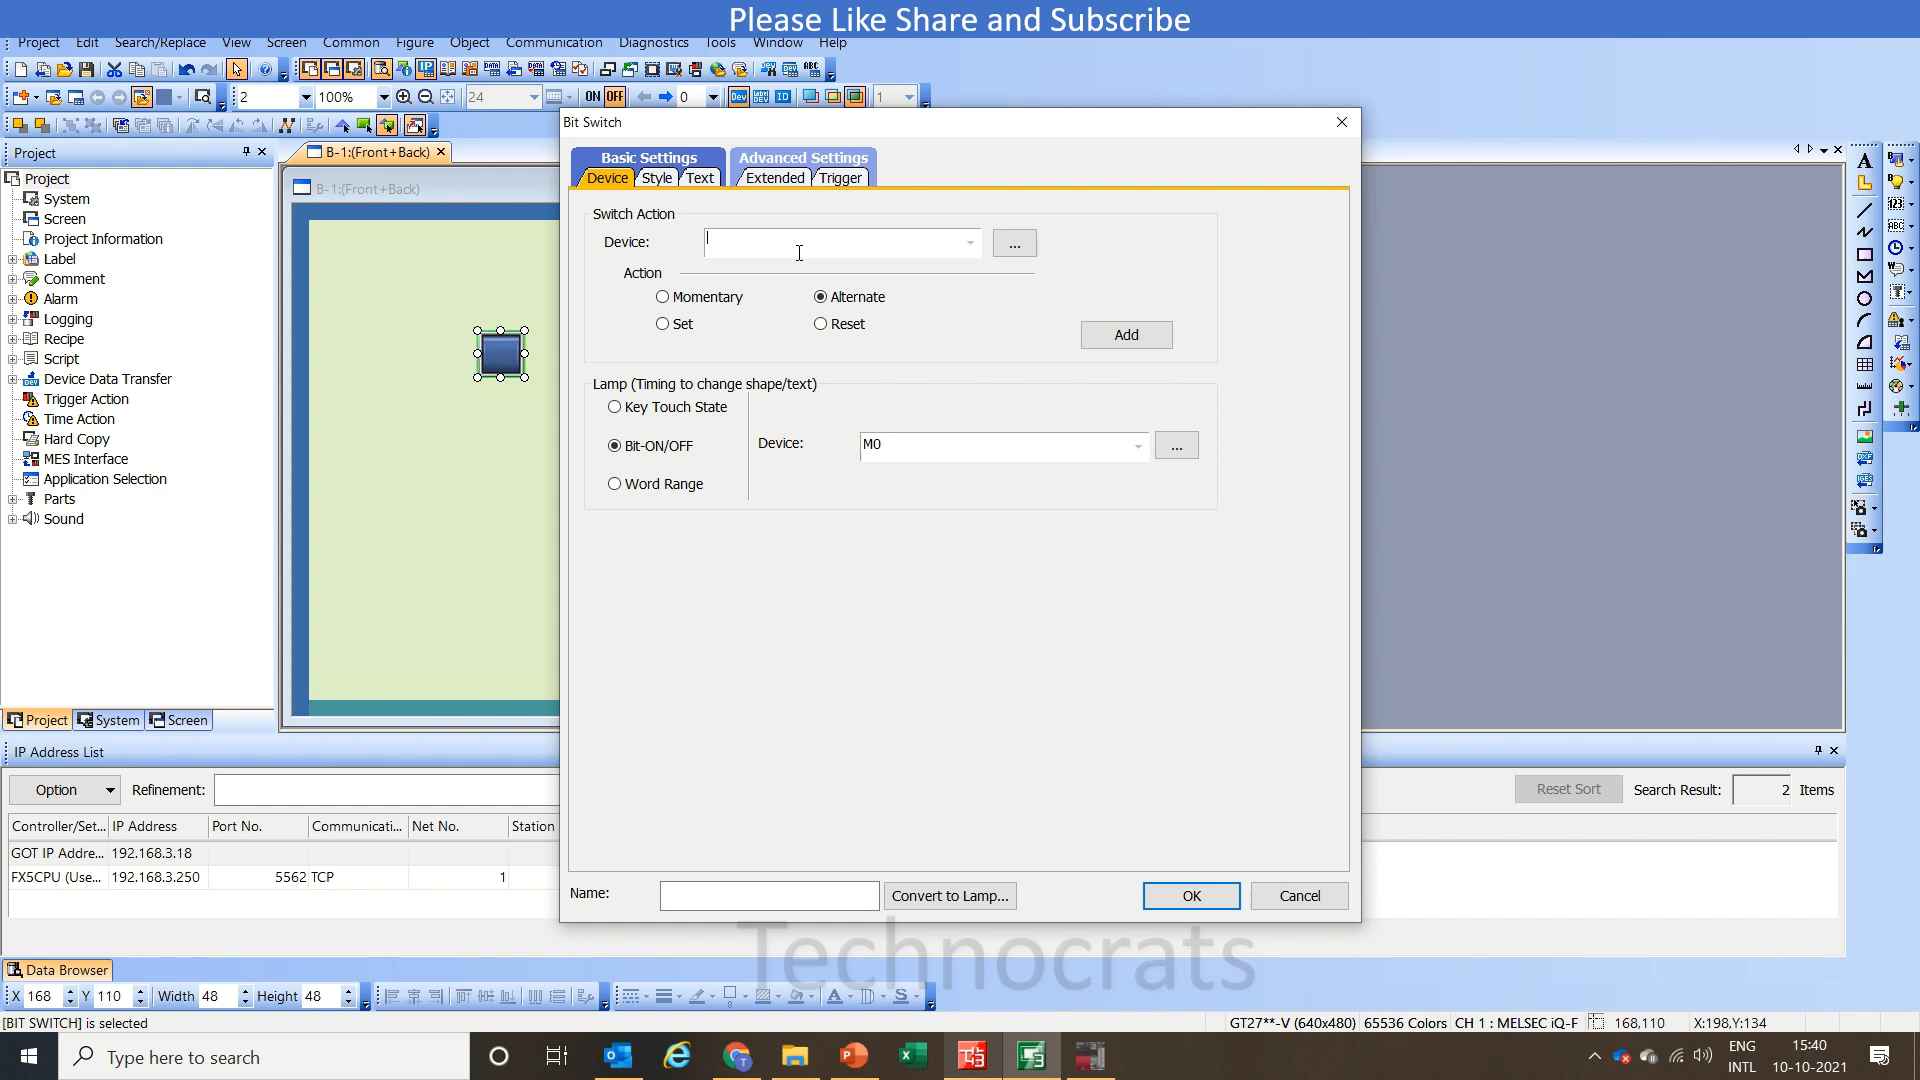 Please Like Share and Subscribe
Project Edit Search/Replace View Screen Common Figure Object Communication Diagnostics Tools Window Help
2 100% 24 ON OFF 0 Dev ID 1
Project
Project
System
Screen
Project Information
Label
Comment
Alarm
Logging
Recipe
Script
Device Data Transfer
Trigger Action
Time Action
Hard Copy
MES Interface
Application Selection
Parts
Sound
Project System Screen
B-1:(Front+Back)
B-1:(Front+Back)
Bit Switch
Basic Settings Advanced Settings
Device Style Text Extended Trigger
Switch Action
Device: ...
Action
Momentary Alternate
Set Reset
Add
Lamp (Timing to change shape/text)
Key Touch State
Bit-ON/OFF Device: M0 ...
Word Range
Name: Convert to Lamp... OK Cancel
IP Address List
Option Refinement: Reset Sort Search Result: 2 Items
Controller/Set... IP Address Port No. Communicati... Net No. Station
GOT IP Addre... 192.168.3.18
FX5CPU (Use... 192.168.3.250 5562 TCP 1
Technocrats
Data Browser
X 168 Y 110 Width 48 Height 48
[BIT SWITCH] is selected GT27**-V (640x480) 65536 Colors CH 1 : MELSEC iQ-F 168,110 X:198,Y:134
Type here to search
ENG
INTL
15:40
10-10-2021